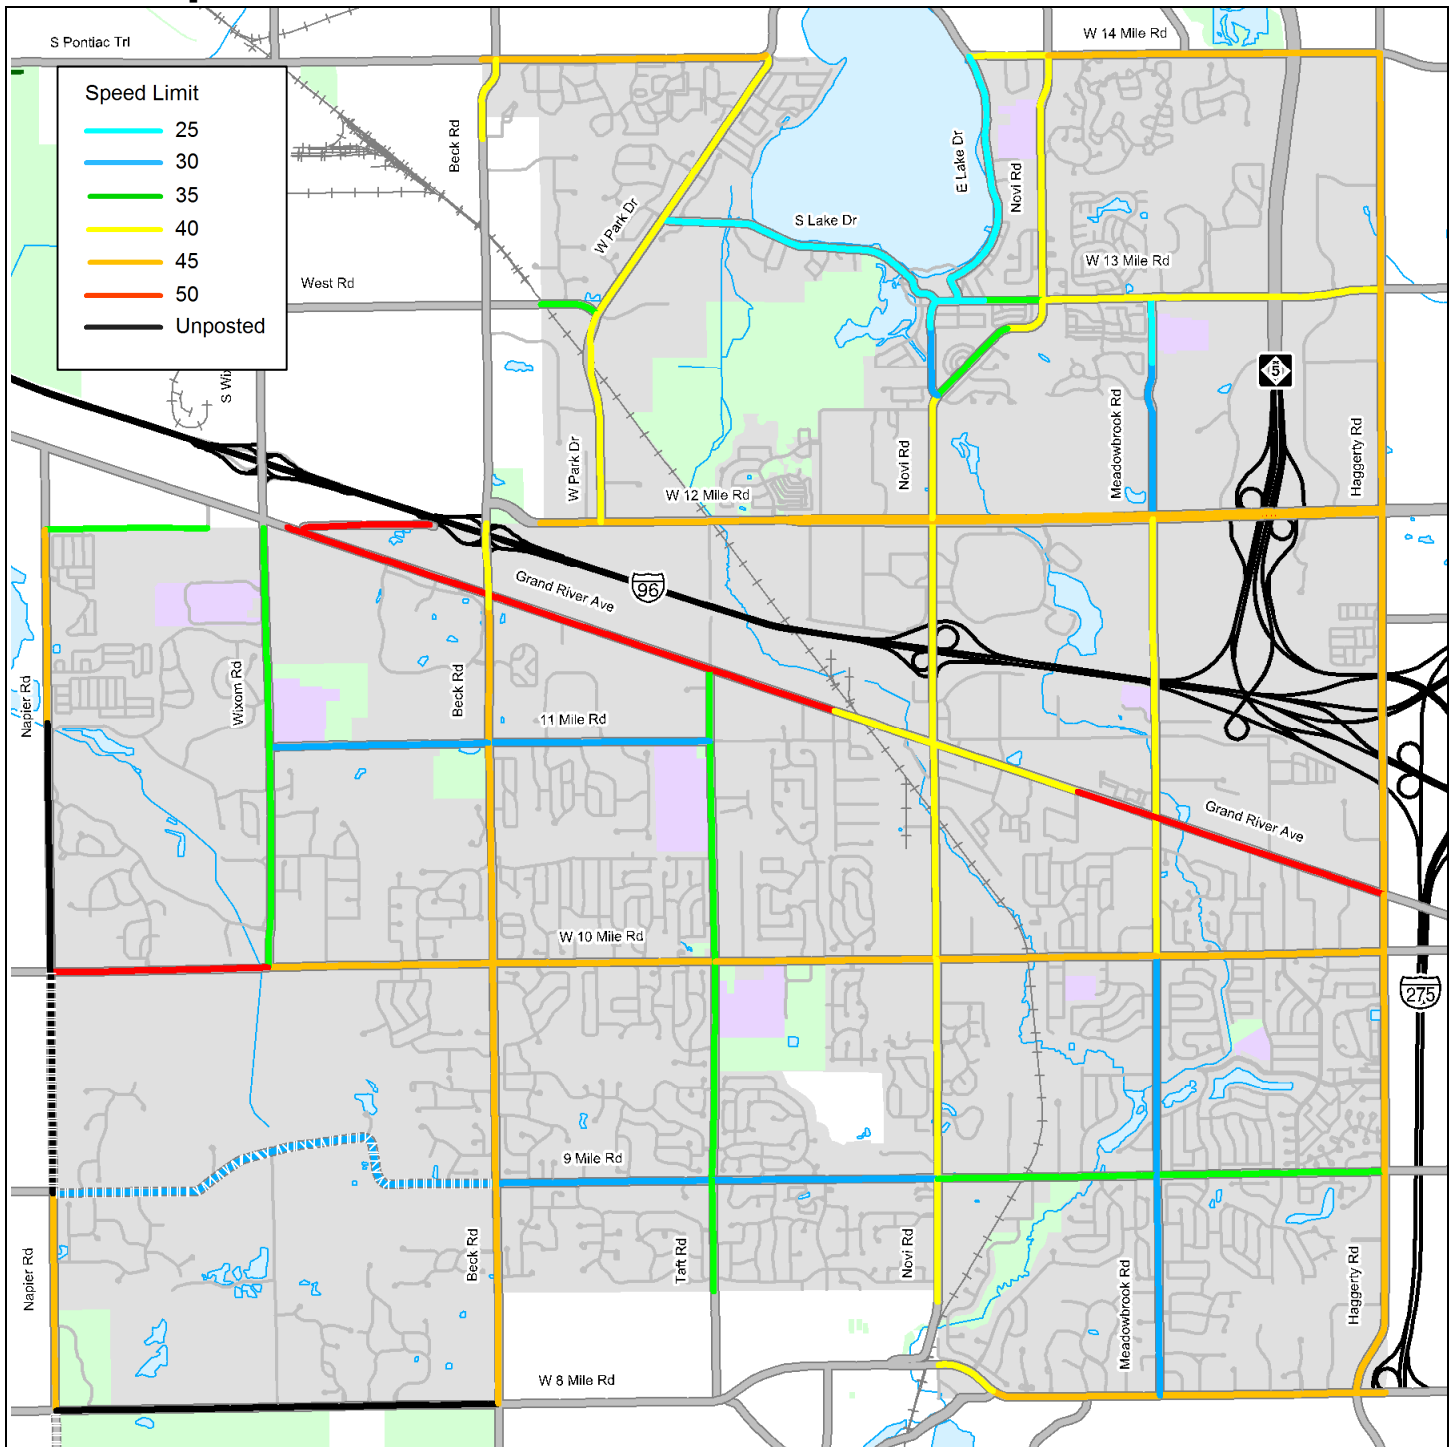 S Pontiac Trl
W 14 Mile Rd
Speed Limit
25
30
35
40
45
50
Unposted
Beck Rd
E Lake Dr
Novi Rd
W Park Dr
S Lake Dr
W 13 Mile Rd
West Rd
S Wix
5
Meadowbrook Rd
Haggerty Rd
Novi Rd
W Park Dr
W 12 Mile Rd
Grand River Ave
96
Napier Rd
Wixom Rd
Beck Rd
11 Mile Rd
Grand River Ave
W 10 Mile Rd
275
9 Mile Rd
Napier Rd
Beck Rd
Taft Rd
Novi Rd
Meadowbrook Rd
Haggerty Rd
W 8 Mile Rd